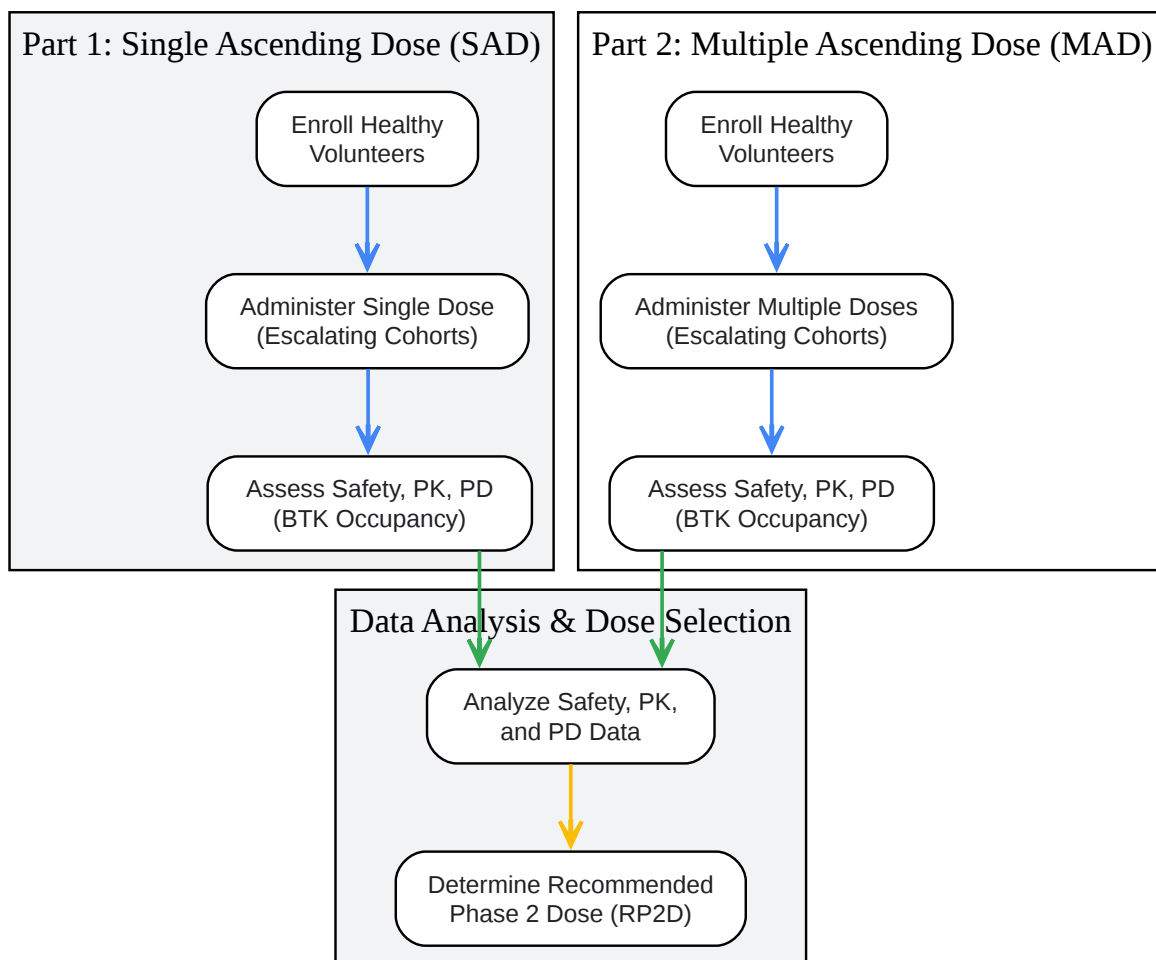 Part 1: Single Ascending Dose (SAD)
Enroll Healthy
Volunteers
Administer Single Dose
(Escalating Cohorts)
Assess Safety, PK, PD
(BTK Occupancy)
Part 2: Multiple Ascending Dose (MAD)
Enroll Healthy
Volunteers
Administer Multiple Doses
(Escalating Cohorts)
Assess Safety, PK, PD
(BTK Occupancy)
Data Analysis & Dose Selection
Analyze Safety, PK,
and PD Data
Determine Recommended
Phase 2 Dose (RP2D)